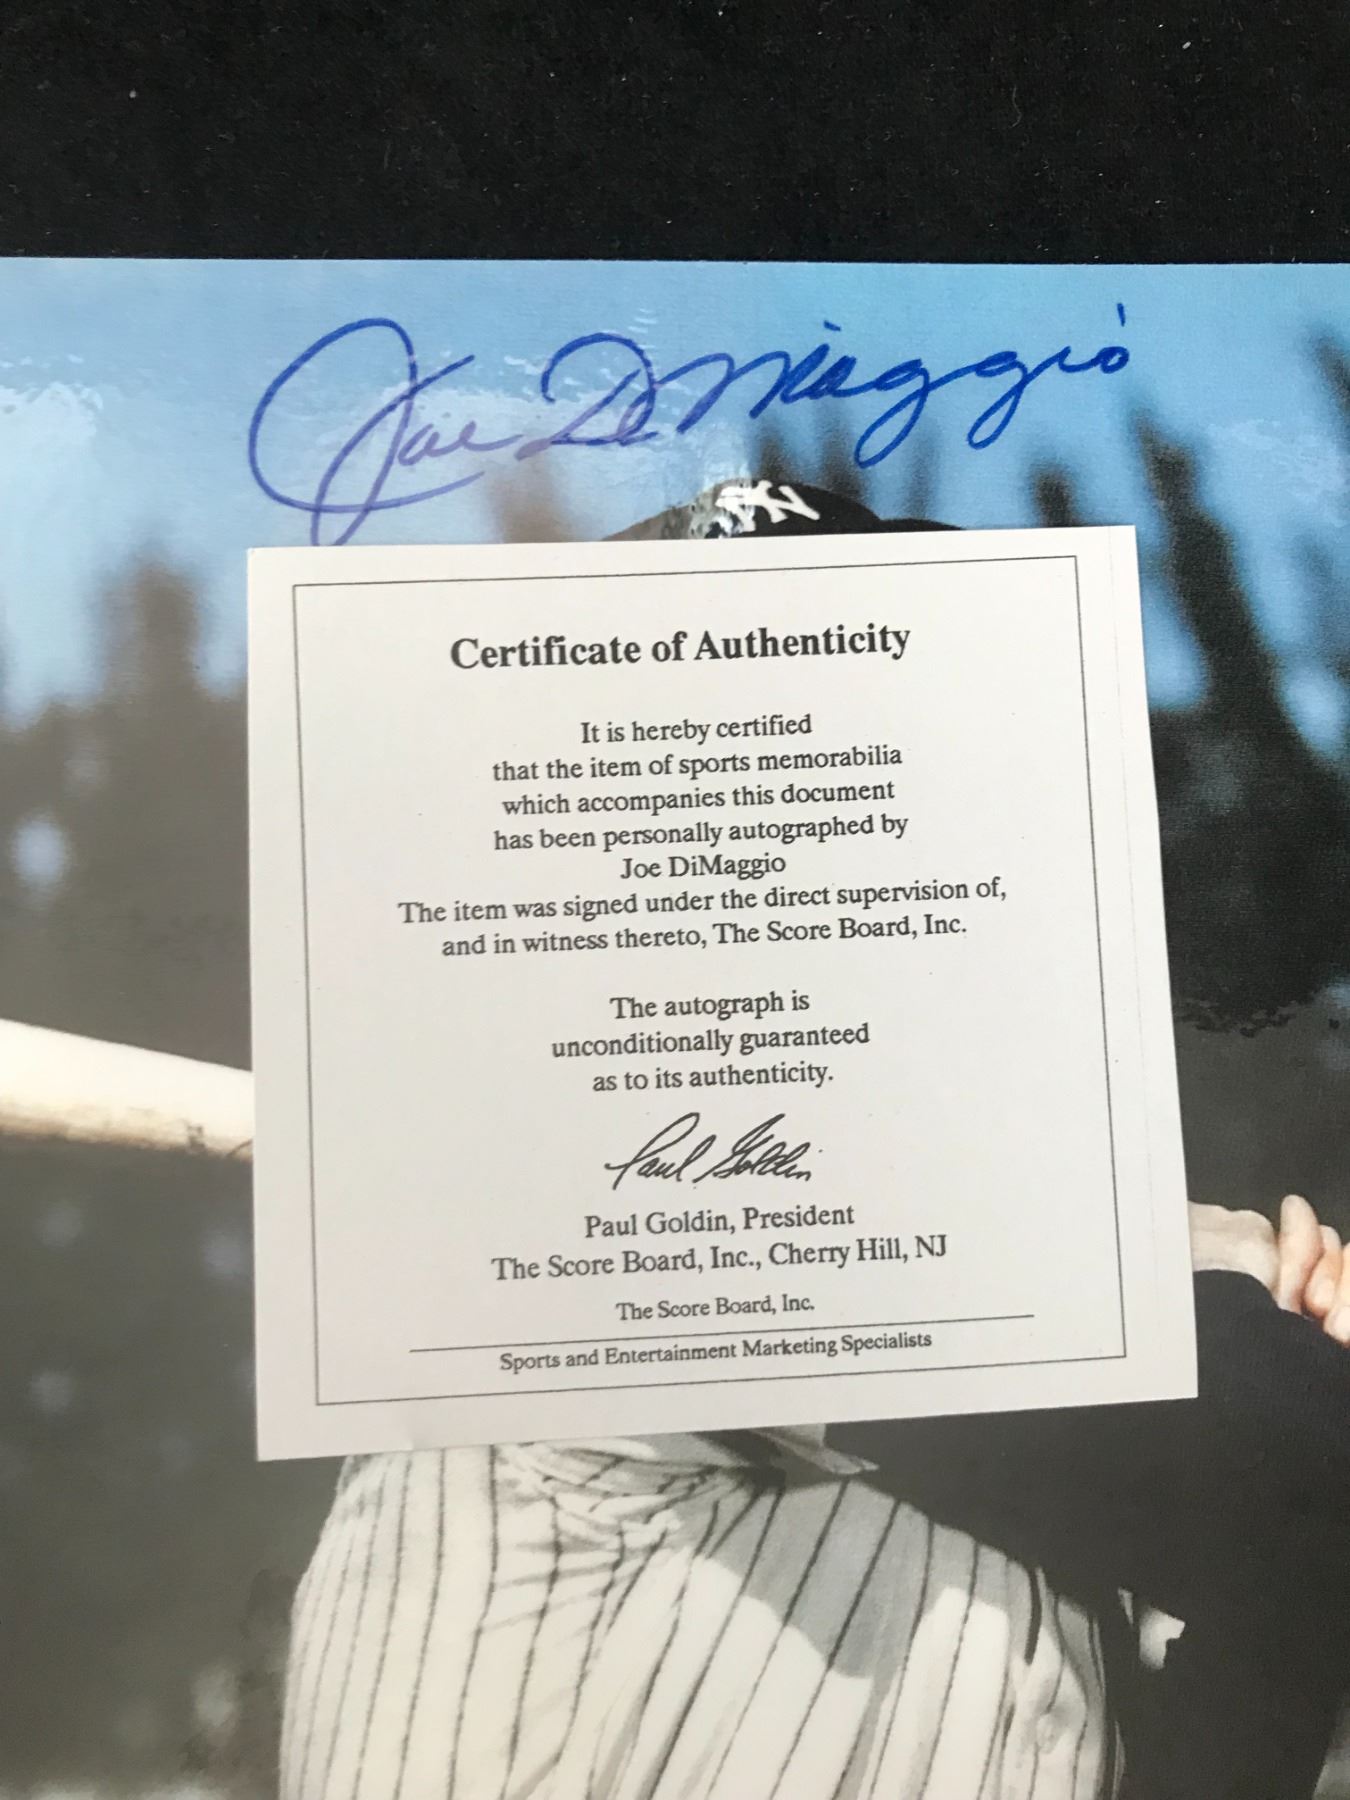 Joe DiMaggio
NY
Certificate of Authenticity
It is hereby certified
that the item of sports memorabilia
which accompanies this document
has been personally autographed by
Joe DiMaggio
The item was signed under the direct supervision of,
and in witness thereto, The Score Board, Inc.
The autograph is
unconditionally guaranteed
as to its authenticity.
Paul Goldin
Paul Goldin, President
The Score Board, Inc., Cherry Hill, NJ
The Score Board, Inc.
Sports and Entertainment Marketing Specialists